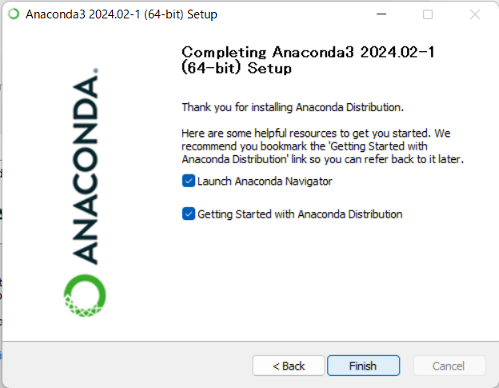 Anaconda3 2024.02-1 (64-bit) Setup
Completing Anaconda3 2024.02-1
(64-bit) Setup
ANACONDA.
Thank you for installing Anaconda Distribution.
Here are some helpful resources to get you started. We
recommend you bookmark the 'Getting Started with
Anaconda Distribution' link so you can refer back to it later.
Launch Anaconda Navigator
Getting Started with Anaconda Distribution
< Back
Finish
Cancel